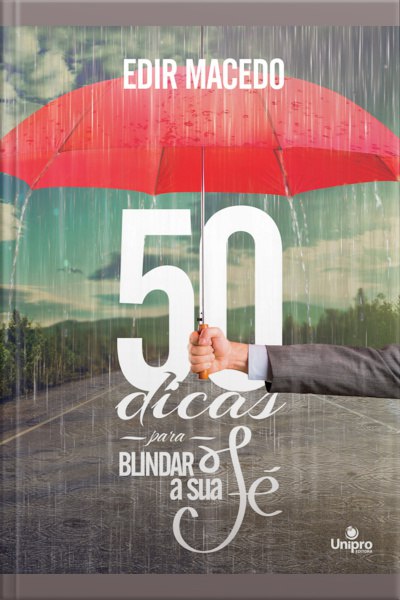 EDIR MACEDO
50
dicas
para
BLINDAR
a sua
Fé
Unipro
EDITORA